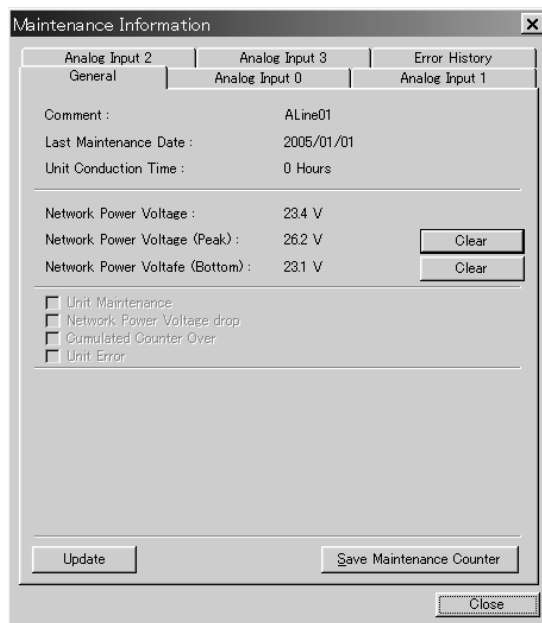 Maintenance Information
Analog Input 2 Analog Input 3 Error History
General Analog Input 0 Analog Input 1
Comment : ALine01
Last Maintenance Date : 2005/01/01
Unit Conduction Time : 0 Hours
Network Power Voltage : 23.4 V
Network Power Voltage (Peak) : 26.2 V Clear
Network Power Voltafe (Bottom) : 23.1 V Clear
Unit Maintenance
Network Power Voltage drop
Cumulated Counter Over
Unit Error
Update Save Maintenance Counter
Close